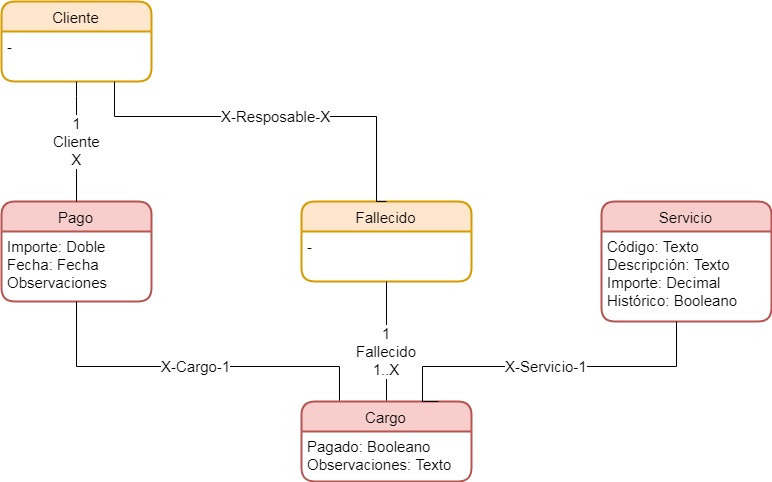 Cliente
-
X-Resposable-X
1
Cliente
X
Pago
Importe: Doble
Fecha: Fecha
Observaciones
Fallecido
-
Servicio
Código: Texto
Descripción: Texto
Importe: Decimal
Histórico: Booleano
1
Fallecido
1..X
X-Cargo-1
X-Servicio-1
Cargo
Pagado: Booleano
Observaciones: Texto